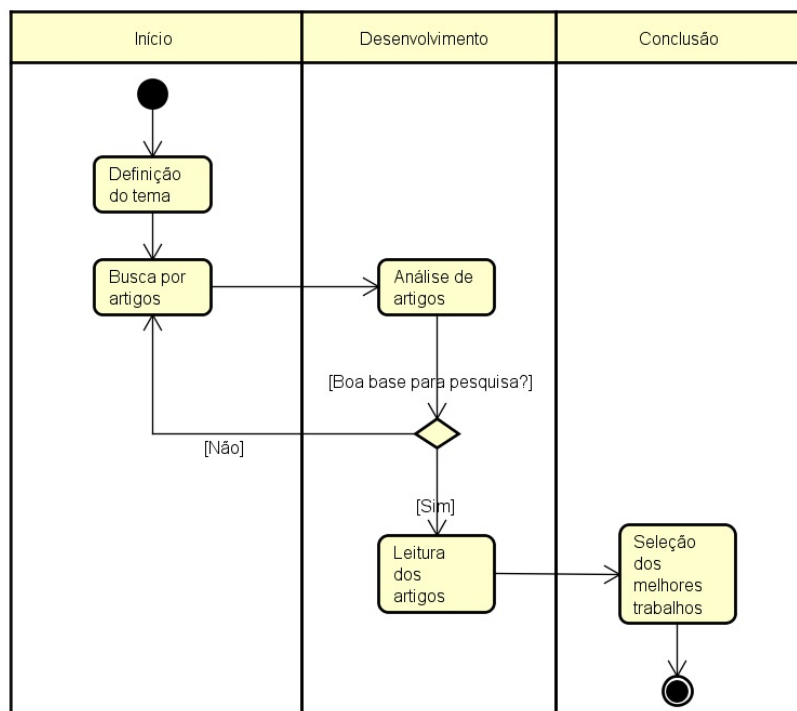 Início
Desenvolvimento
Conclusão
Definição
do tema
Busca por
artigos
Análise de
artigos
[Boa base para pesquisa?]
[Não]
[Sim]
Leitura
dos
artigos
Seleção
dos
melhores
trabalhos